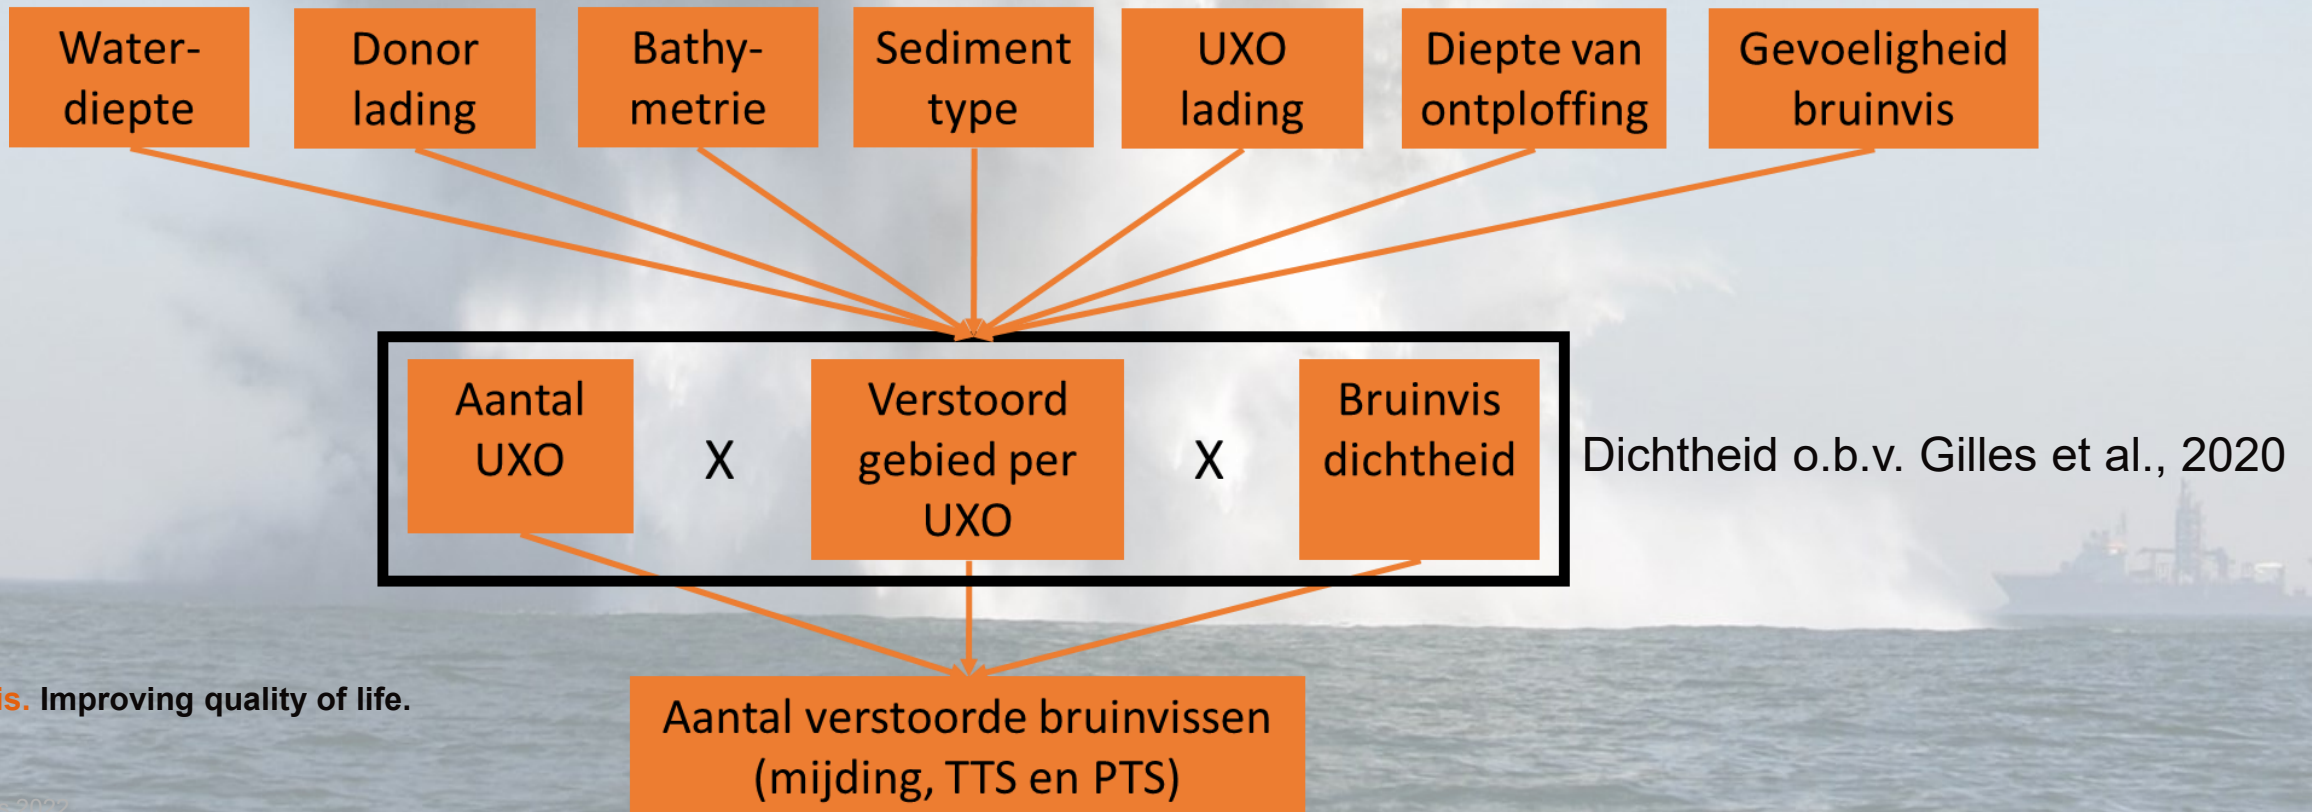 Water-
diepte
Donor
lading
Bathy-
metrie
Sediment
type
UXO
lading
Diepte van
ontploffing
Gevoeligheid
bruinvis
Aantal
UXO
X
Verstoord
gebied per
UXO
X
Bruinvis
dichtheid
Dichtheid o.b.v. Gilles et al., 2020
Improving quality of life.
Aantal verstoorde bruinvissen
(mijding, TTS en PTS)